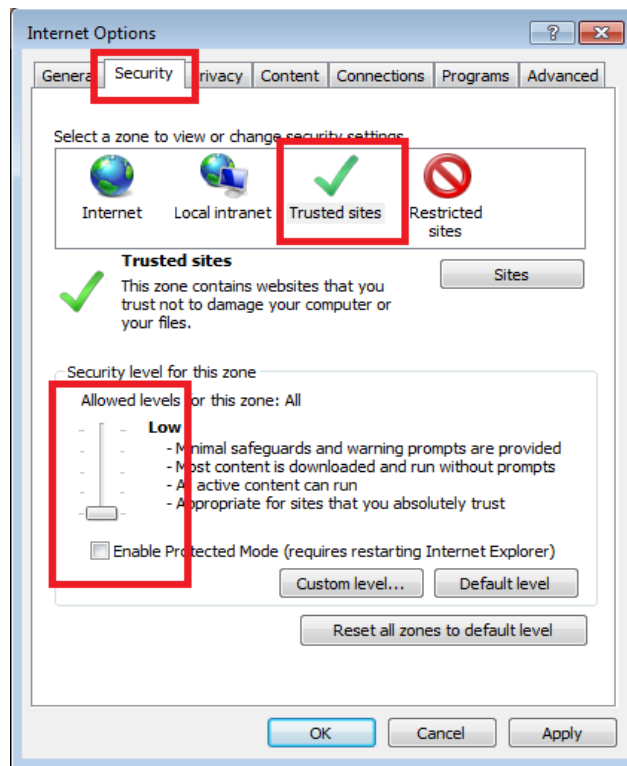 Internet Options
General Security Privacy Content Connections Programs Advanced
Select a zone to view or change security settings.
Internet Local intranet Trusted sites Restricted sites
Trusted sites
This zone contains websites that you
trust not to damage your computer or
your files.
Sites
Security level for this zone
Allowed levels for this zone: All
Low
- Minimal safeguards and warning prompts are provided
- Most content is downloaded and run without prompts
- All active content can run
- Appropriate for sites that you absolutely trust
Enable Protected Mode (requires restarting Internet Explorer)
Custom level... Default level
Reset all zones to default level
OK Cancel Apply